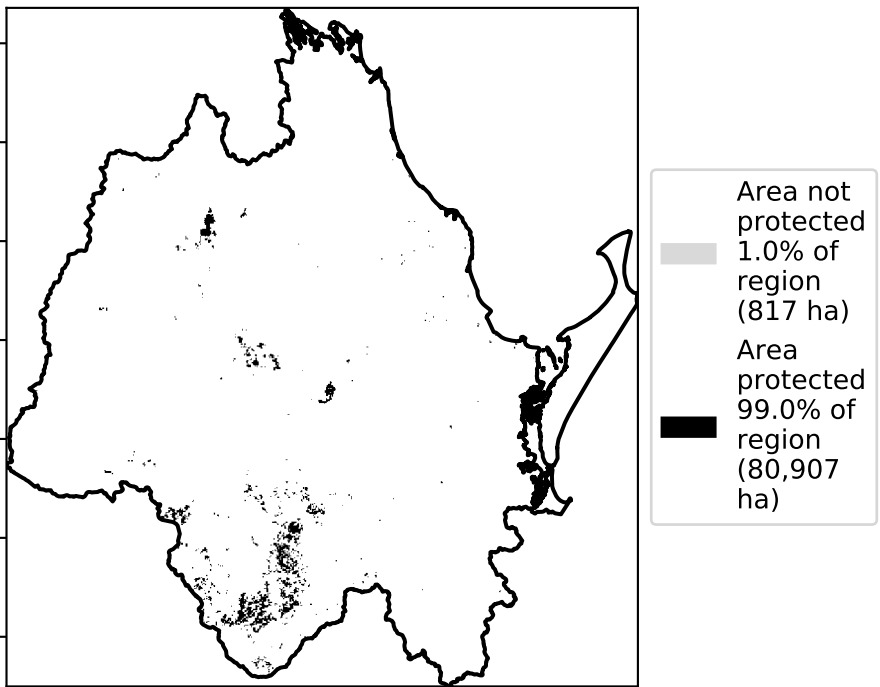 Area not
protected
1.0% of
region
(817 ha)
Area
protected
99.0% of
region
(80,907
ha)